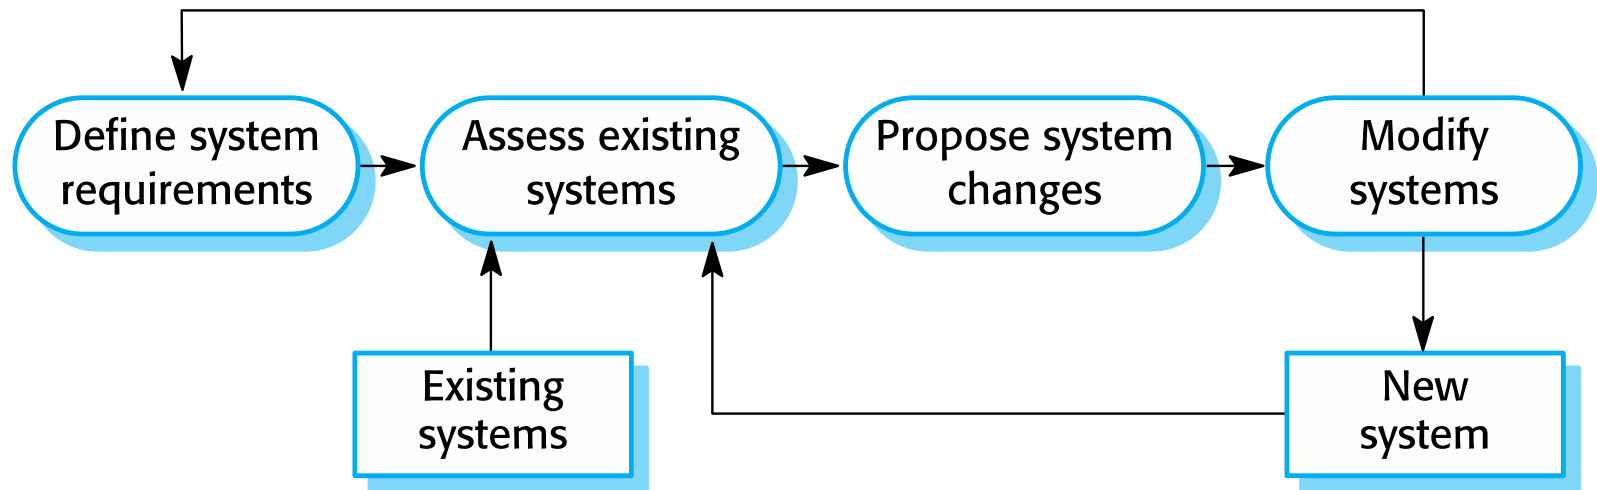 Define system
requirements
Assess existing
systems
Propose system
changes
Modify
systems
Existing
systems
New
system